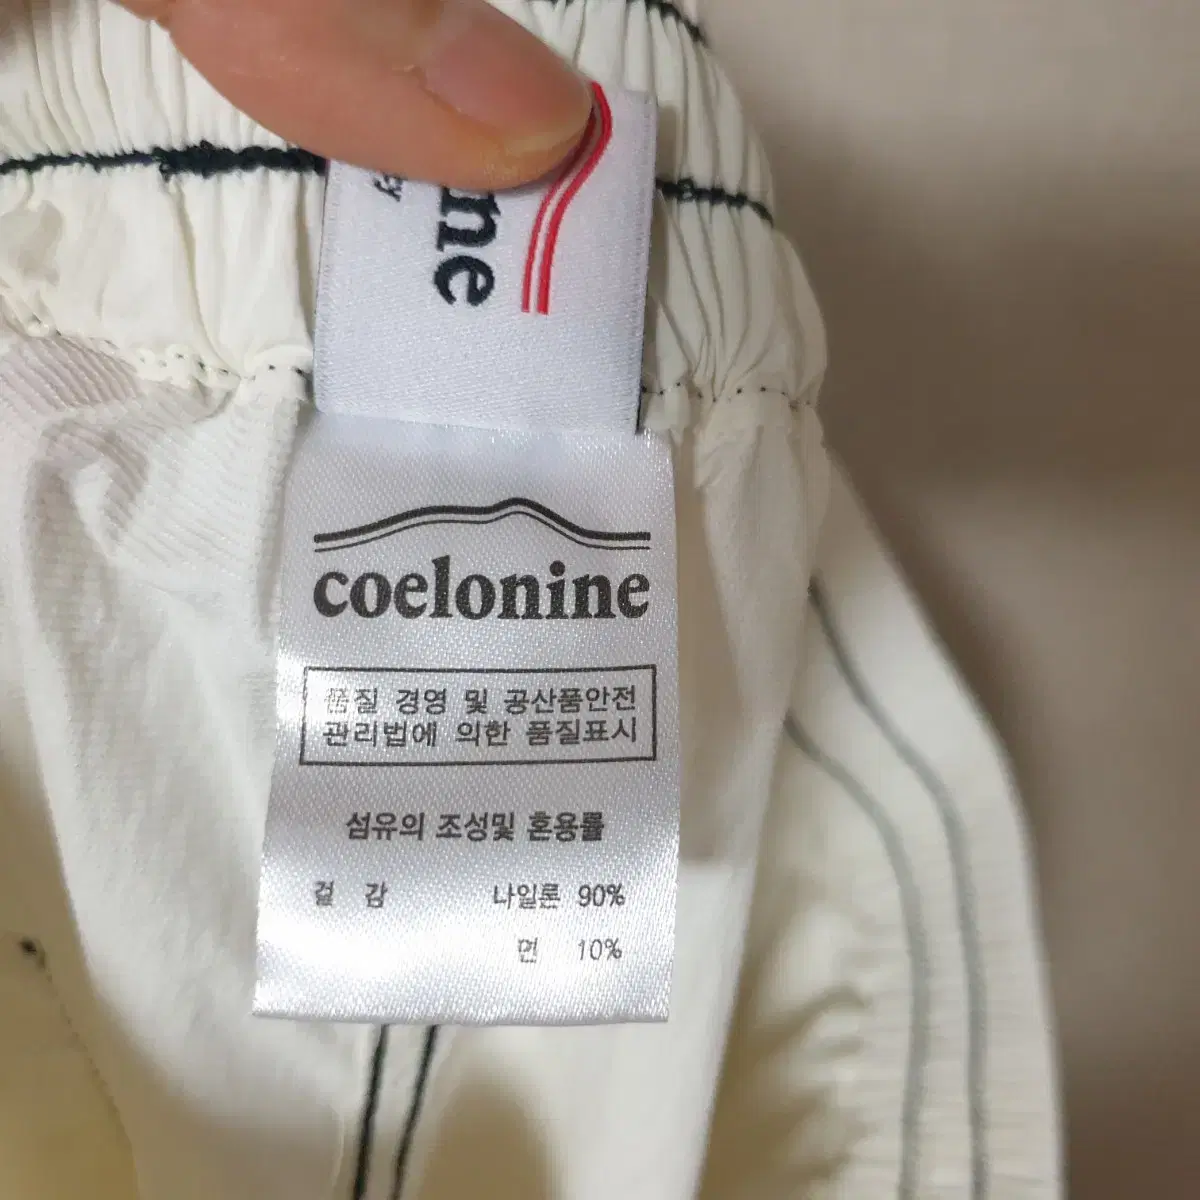 ne
ey
coelonine
품질 경영 및 공산품안전
관리법에 의한 품질표시
섬유의 조성및 혼용률
겉 감 나일론 90%
면 10%